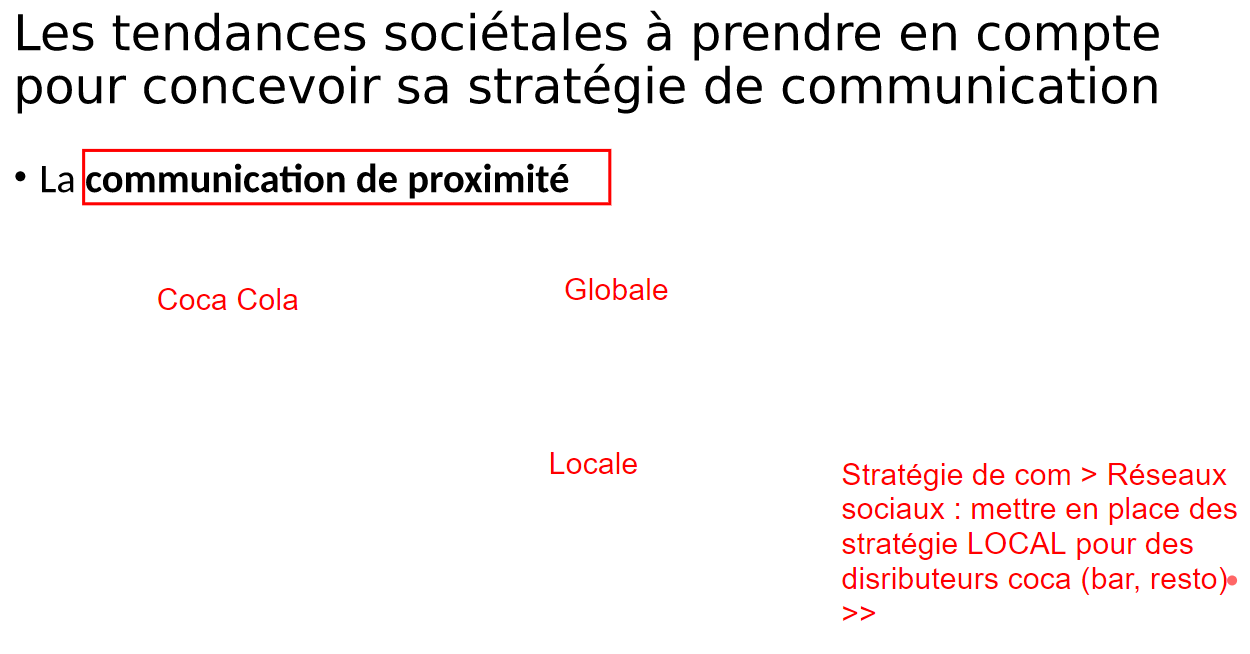 Les tendances sociétales à prendre en compte
pour concevoir sa stratégie de communication
• La communication de proximité
Coca Cola
Globale
Locale
Stratégie de com > Réseaux
sociaux : mettre en place des
stratégie LOCAL pour des
disributeurs coca (bar, resto)
>>